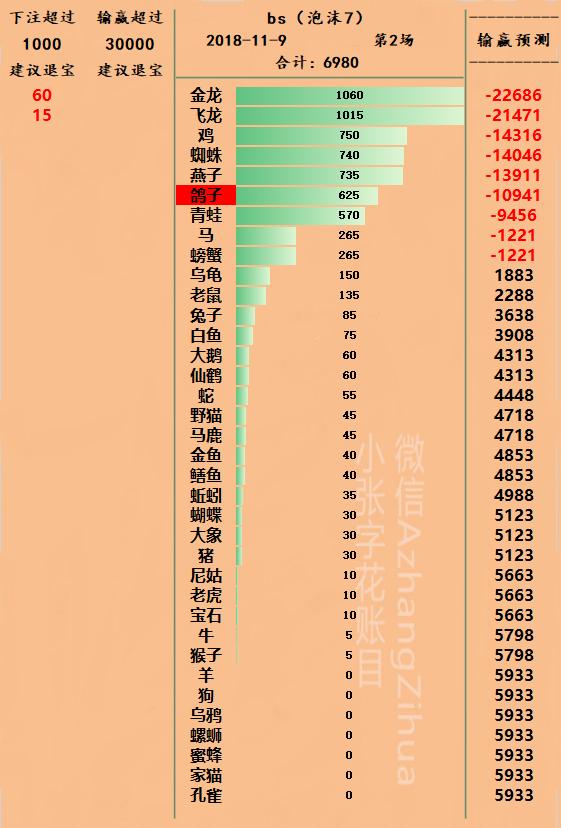 下注超过 输赢超过
1000 30000
建议退宝 建议退宝
60
15
bs（泡沫7）
2018-11-9 第2场
合计：6980
输赢预测
金龙 1060 -22686
飞龙 1015 -21471
鸡 750 -14316
蜘蛛 740 -14046
燕子 735 -13911
鸽子 625 -10941
青蛙 570 -9456
马 265 -1221
螃蟹 265 -1221
乌龟 150 1883
老鼠 135 2288
兔子 85 3638
白鱼 75 3908
大鹅 60 4313
仙鹤 60 4313
蛇 55 4448
野猫 45 4718
马鹿 45 4718
金鱼 40 4853
鳝鱼 40 4853
蚯蚓 35 4988
蝴蝶 30 5123
大象 30 5123
猪 30 5123
尼姑 10 5663
老虎 10 5663
宝石 10 5663
牛 5 5798
猴子 5 5798
羊 0 5933
狗 0 5933
乌鸦 0 5933
螺蛳 0 5933
蜜蜂 0 5933
家猫 0 5933
孔雀 0 5933
微信Azhangzihua
小张字花账目